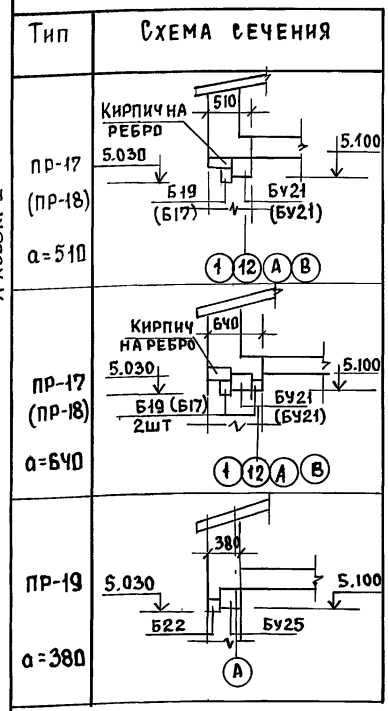 Тип
Схема сечения
ПР-17
(ПР-18)
а=510
510
Кирпич на
ребро
5.030
5.100
Б19
(Б17)
БУ21
(БУ21)
1 12 А В
ПР-17
(ПР-18)
а=640
640
Кирпич
на ребро
5.030
5.100
Б19 (Б17)
2шт
БУ21
(БУ21)
1 12 А В
ПР-19
а=380
380
5.030
5.100
Б22
БУ25
А